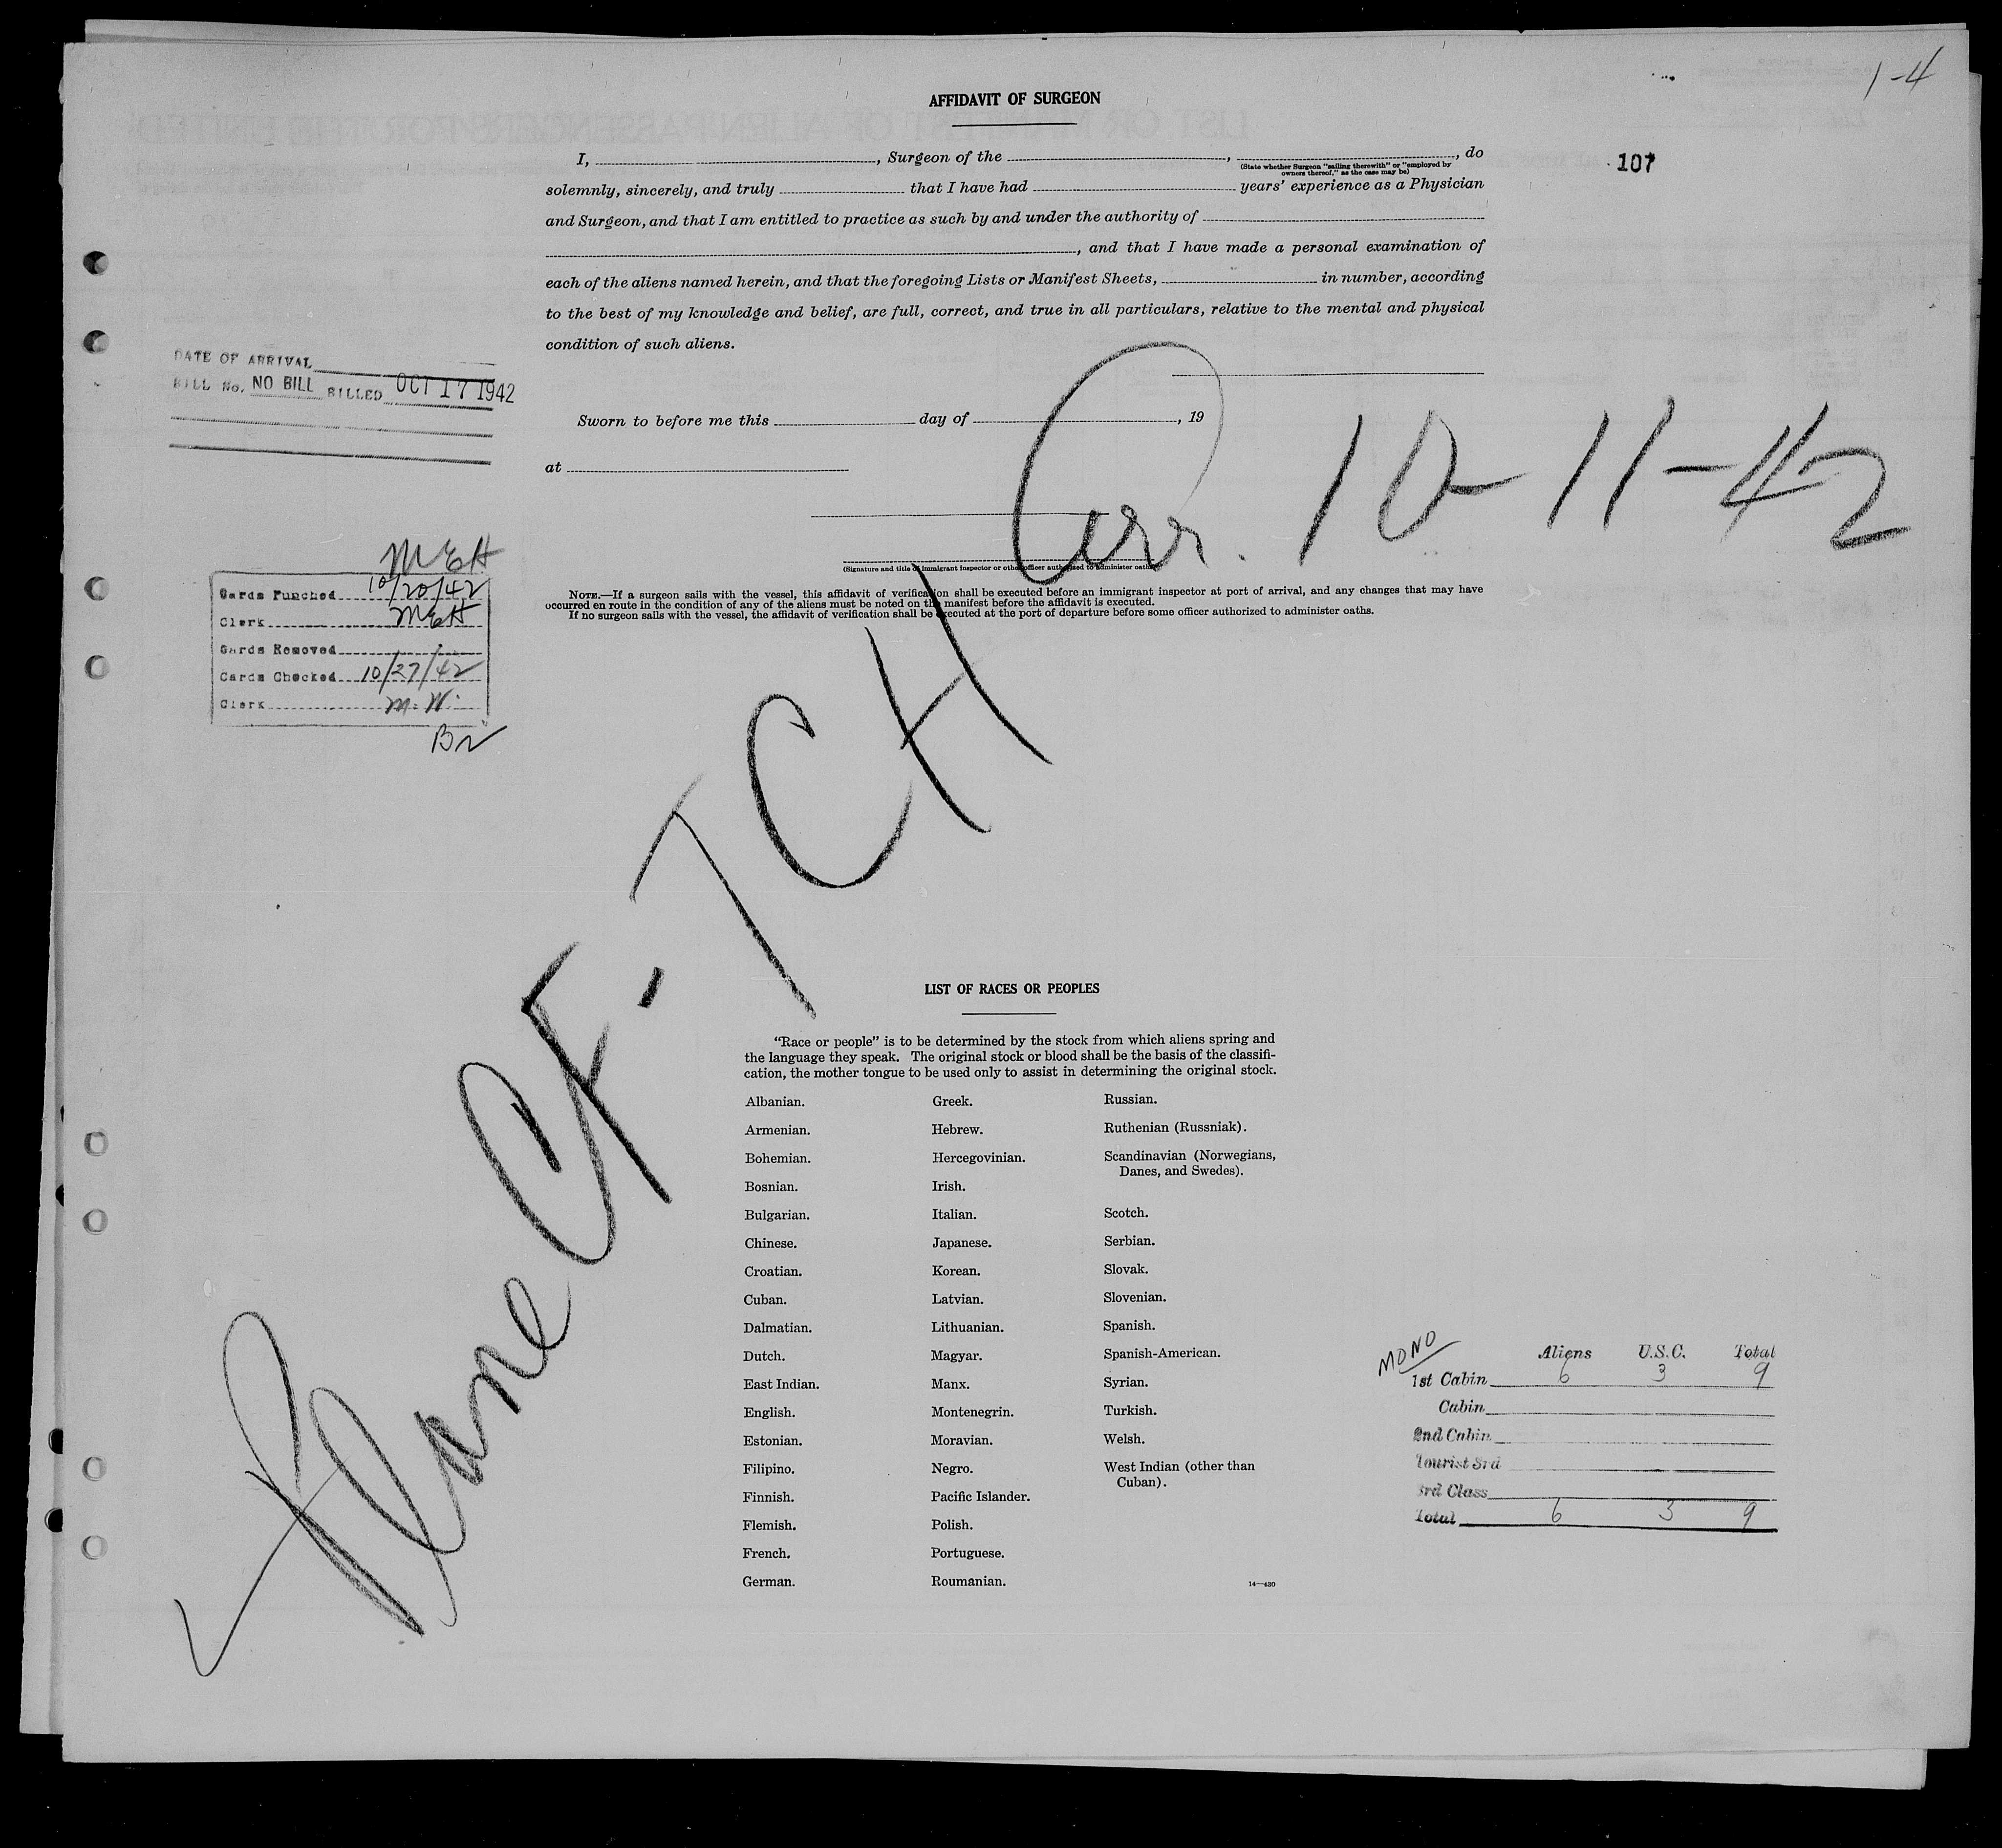 1-4
AFFIDAVIT OF SURGEON
107
I, , Surgeon of the , , do
(State whether Surgeon "sailing therewith" or "employed by
owners thereof," as the case may be)
solemnly, sincerely, and truly that I have had years' experience as a Physician
and Surgeon, and that I am entitled to practice as such by and under the authority of
, and that I have made a personal examination of
each of the aliens named herein, and that the foregoing Lists or Manifest Sheets, in number, according
to the best of my knowledge and belief, are full, correct, and true in all particulars, relative to the mental and physical
condition of such aliens.
DATE OF ARRIVAL
BILL No. NO BILL BILLED OCT 17 1942
Sworn to before me this day of , 19
at
Arr. 10-11-42
(Signature and title of immigrant inspector or other officer authorized to administer oath)
NOTE.—If a surgeon sails with the vessel, this affidavit of verification shall be executed before an immigrant inspector at port of arrival, and any changes that may have
occurred en route in the condition of any of the aliens must be noted on the manifest before the affidavit is executed.
If no surgeon sails with the vessel, the affidavit of verification shall be executed at the port of departure before some officer authorized to administer oaths.
MEH
Cards Punched 10/20/42
Clerk MEH
Cards Removed
Cards Checked 10/27/42
Clerk M.W.
Plane CF-TCH
LIST OF RACES OR PEOPLES
"Race or people" is to be determined by the stock from which aliens spring and
the language they speak. The original stock or blood shall be the basis of the classifi-
cation, the mother tongue to be used only to assist in determining the original stock.
Albanian.
Armenian.
Bohemian.
Bosnian.
Bulgarian.
Chinese.
Croatian.
Cuban.
Dalmatian.
Dutch.
East Indian.
English.
Estonian.
Filipino.
Finnish.
Flemish.
French.
German.
Greek.
Hebrew.
Hercegovinian.
Irish.
Italian.
Japanese.
Korean.
Latvian.
Lithuanian.
Magyar.
Manx.
Montenegrin.
Moravian.
Negro.
Pacific Islander.
Polish.
Portuguese.
Roumanian.
Russian.
Ruthenian (Russniak).
Scandinavian (Norwegians,
Danes, and Swedes).
Scotch.
Serbian.
Slovak.
Slovenian.
Spanish.
Spanish-American.
Syrian.
Turkish.
Welsh.
West Indian (other than
Cuban).
14—430
MONO
Aliens U.S.C. Total
1st Cabin 6 3 9
Cabin
2nd Cabin
Tourist 3rd
3rd Class
Total 6 3 9